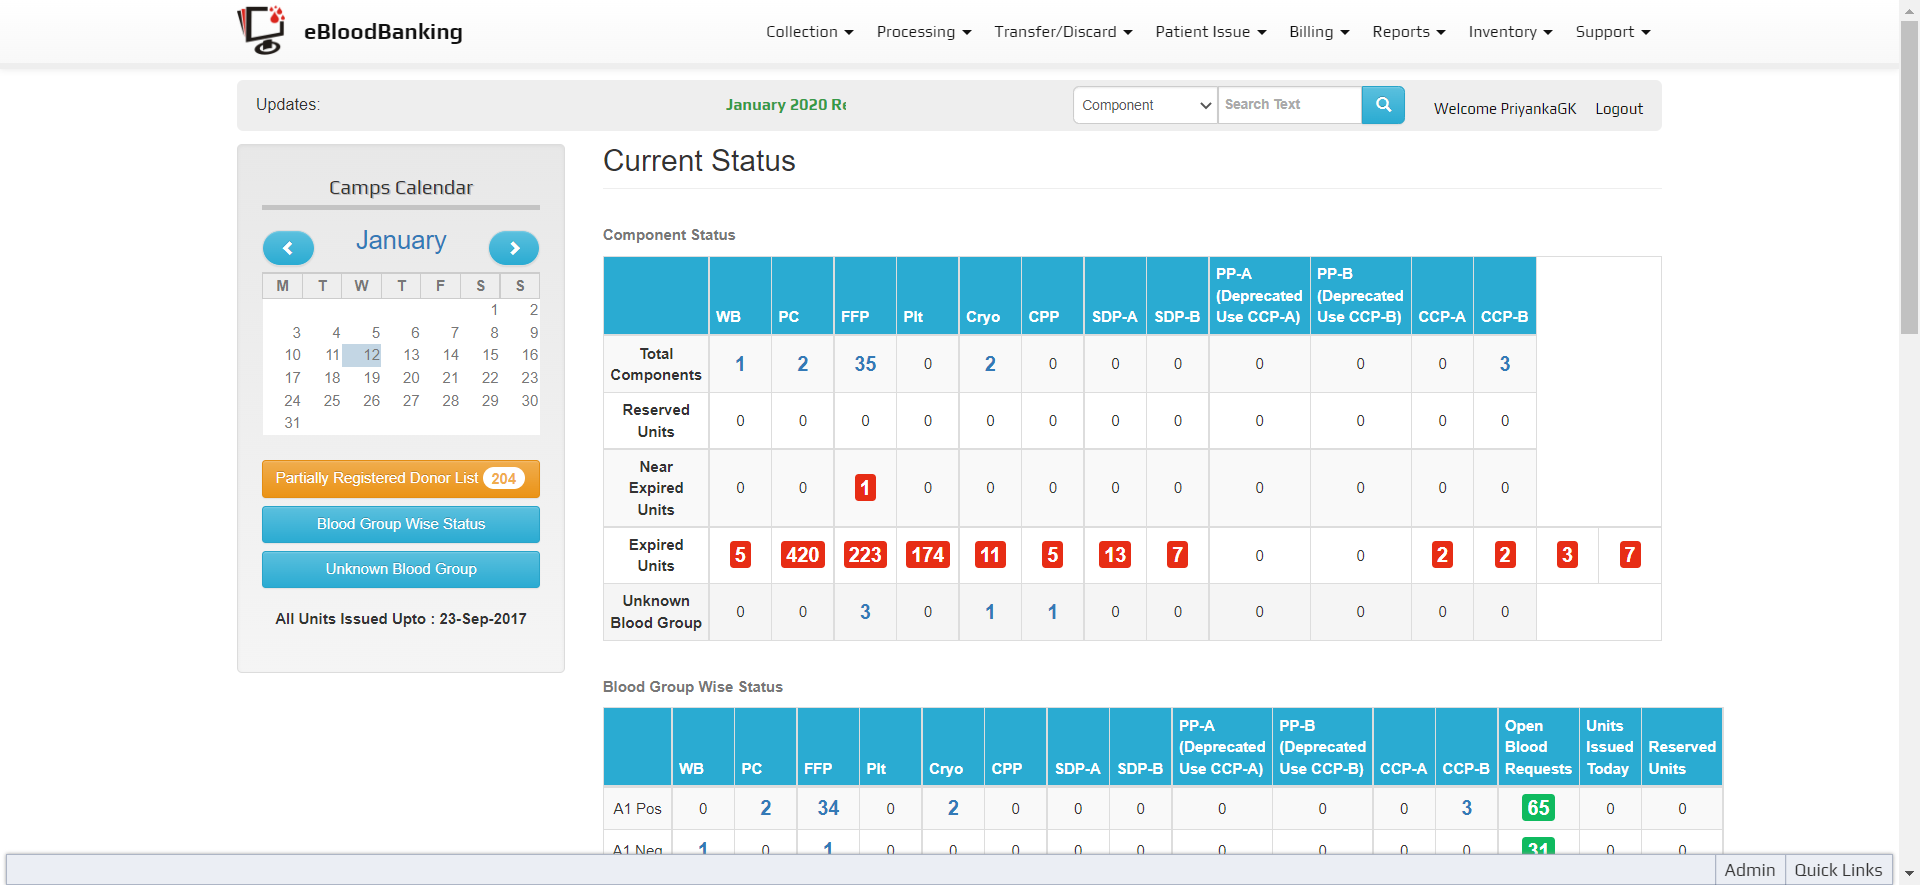 eBloodBanking
Collection Processing Transfer/Discard Patient Issue Billing Reports Inventory Support
Updates: January 2020 Re Component Search Text Welcome PriyankaGK Logout
Camps Calendar
January
M T W T F S S
1 2
3 4 5 6 7 8 9
10 11 12 13 14 15 16
17 18 19 20 21 22 23
24 25 26 27 28 29 30
31
Partially Registered Donor List 204
Blood Group Wise Status
Unknown Blood Group
All Units Issued Upto : 23-Sep-2017
Current Status
Component Status
WB PC FFP Plt Cryo CPP SDP-A SDP-B PP-A (Deprecated Use CCP-A) PP-B (Deprecated Use CCP-B) CCP-A CCP-B
Total Components 1 2 35 0 2 0 0 0 0 0 0 3
Reserved Units 0 0 0 0 0 0 0 0 0 0 0 0
Near Expired Units 0 0 1 0 0 0 0 0 0 0 0 0
Expired Units 5 420 223 174 11 5 13 7 0 0 2 2 3 7
Unknown Blood Group 0 0 3 0 1 1 0 0 0 0 0 0
Blood Group Wise Status
WB PC FFP Plt Cryo CPP SDP-A SDP-B PP-A (Deprecated Use CCP-A) PP-B (Deprecated Use CCP-B) CCP-A CCP-B Open Blood Requests Units Issued Today Reserved Units
A1 Pos 0 2 34 0 2 0 0 0 0 0 0 3 65 0 0
A1 Neg 1 0 1 0 0 0 0 0 0 0 0 0 31 0 0
Admin Quick Links